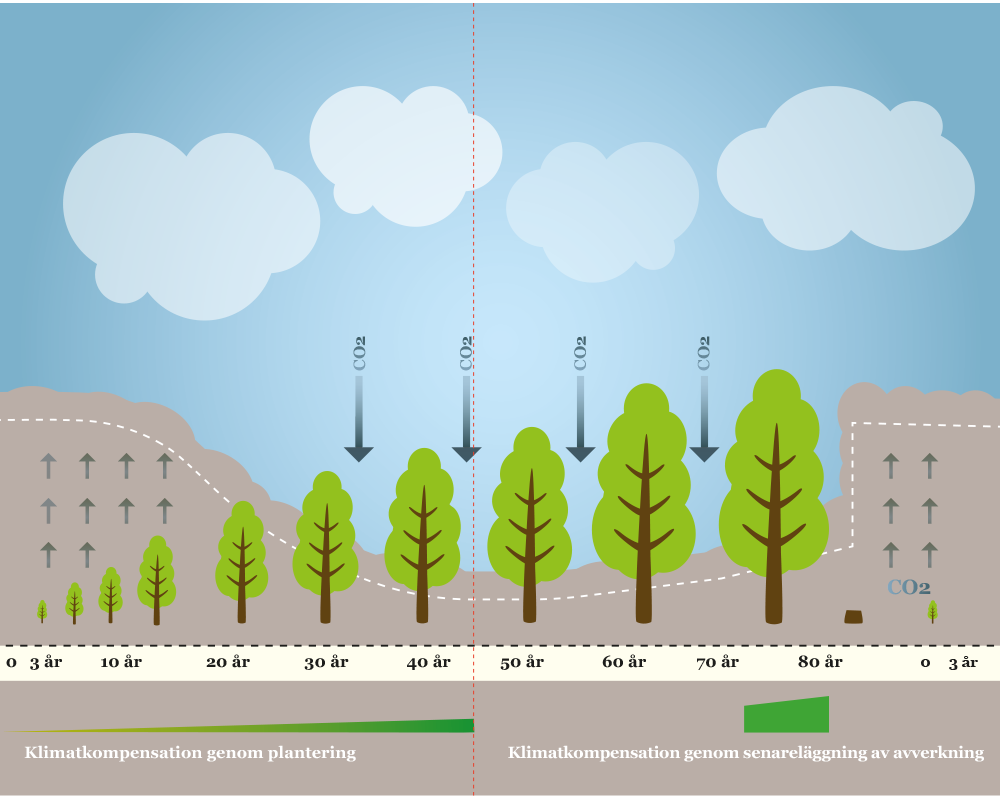 CO2 CO2 CO2 CO2
CO2
0 3 år 10 år 20 år 30 år 40 år 50 år 60 år 70 år 80 år 0 3 år
Klimatkompensation genom plantering Klimatkompensation genom senareläggning av avverkning